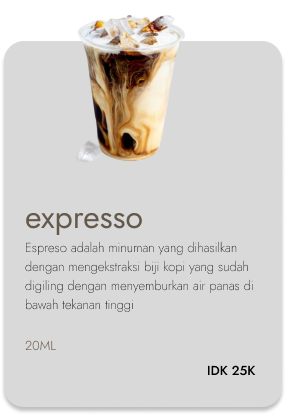 expresso
Espreso adalah minuman yang dihasilkan
dengan mengekstraksi biji kopi yang sudah
digiling dengan menyemburkan air panas di
bawah tekanan tinggi
20ML
IDK 25K